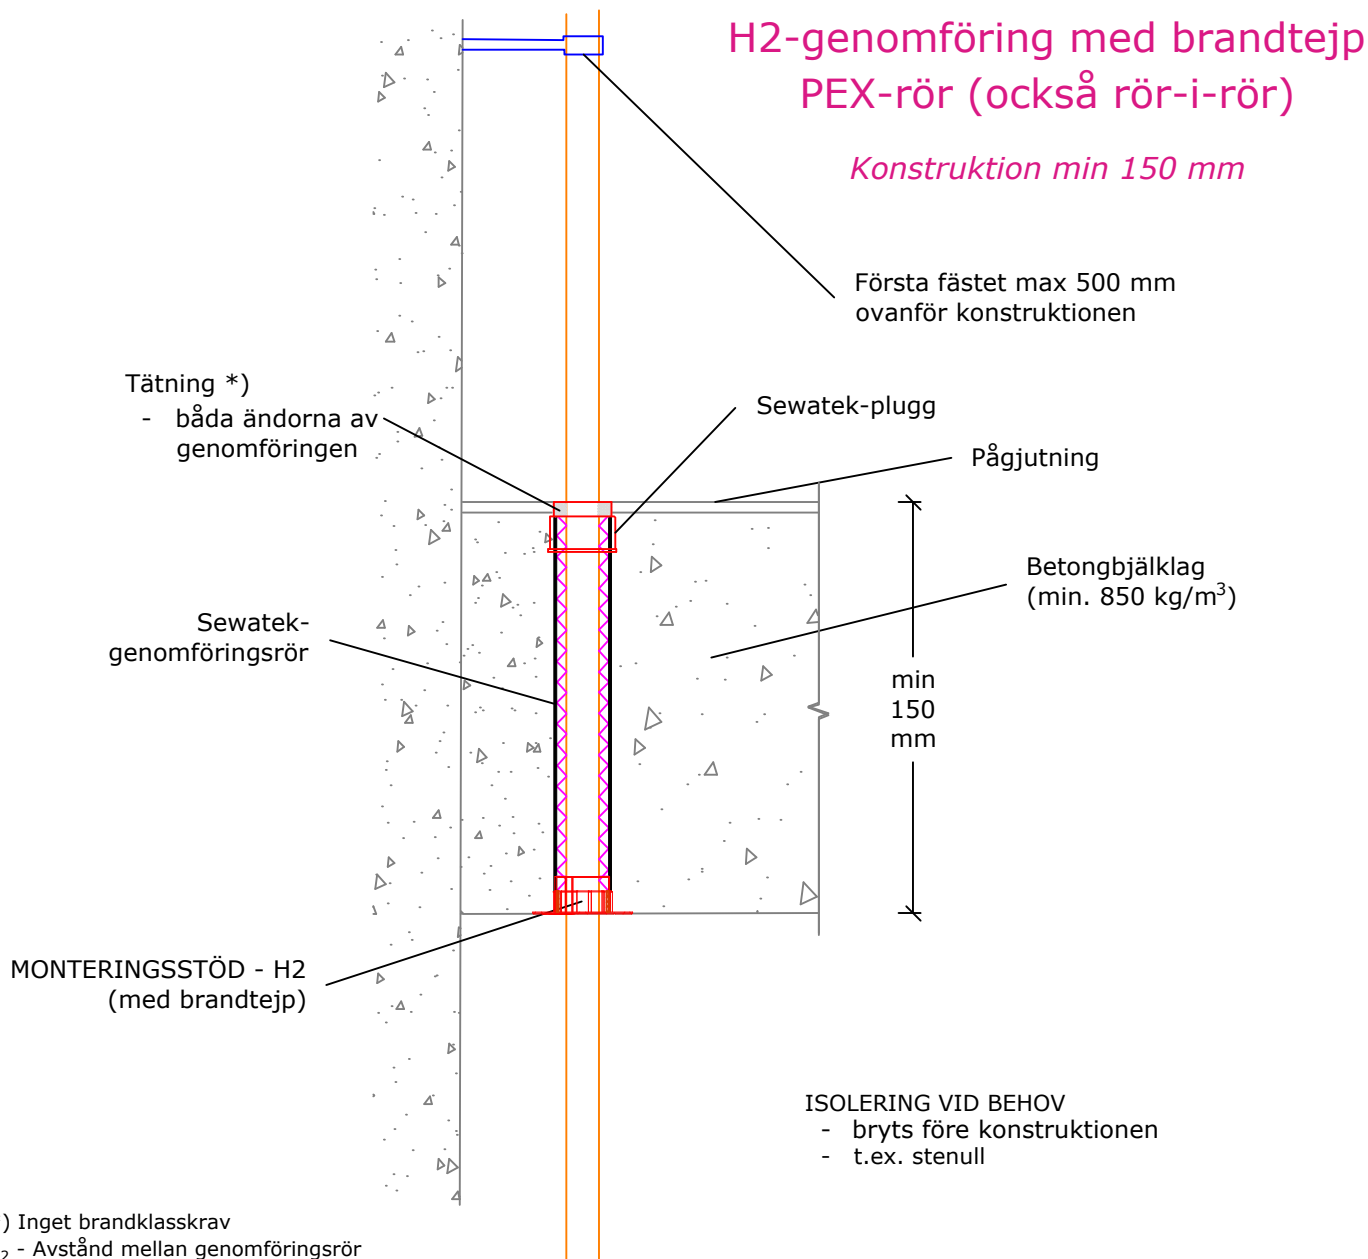 H2-genomföring med brandtejp
PEX-rör (också rör-i-rör)
Konstruktion min 150 mm
Första fästet max 500 mm
ovanför konstruktionen
Tätning *)
- båda ändorna av
genomföringen
Sewatek-plugg
Pågjutning
Betongbjälklag
(min. 850 kg/m³)
Sewatek-
genomföringsrör
min
150
mm
MONTERINGSSTÖD - H2
(med brandtejp)
ISOLERING VID BEHOV
- bryts före konstruktionen
- t.ex. stenull
) Inget brandklasskrav
₂ - Avstånd mellan genomföringsrör